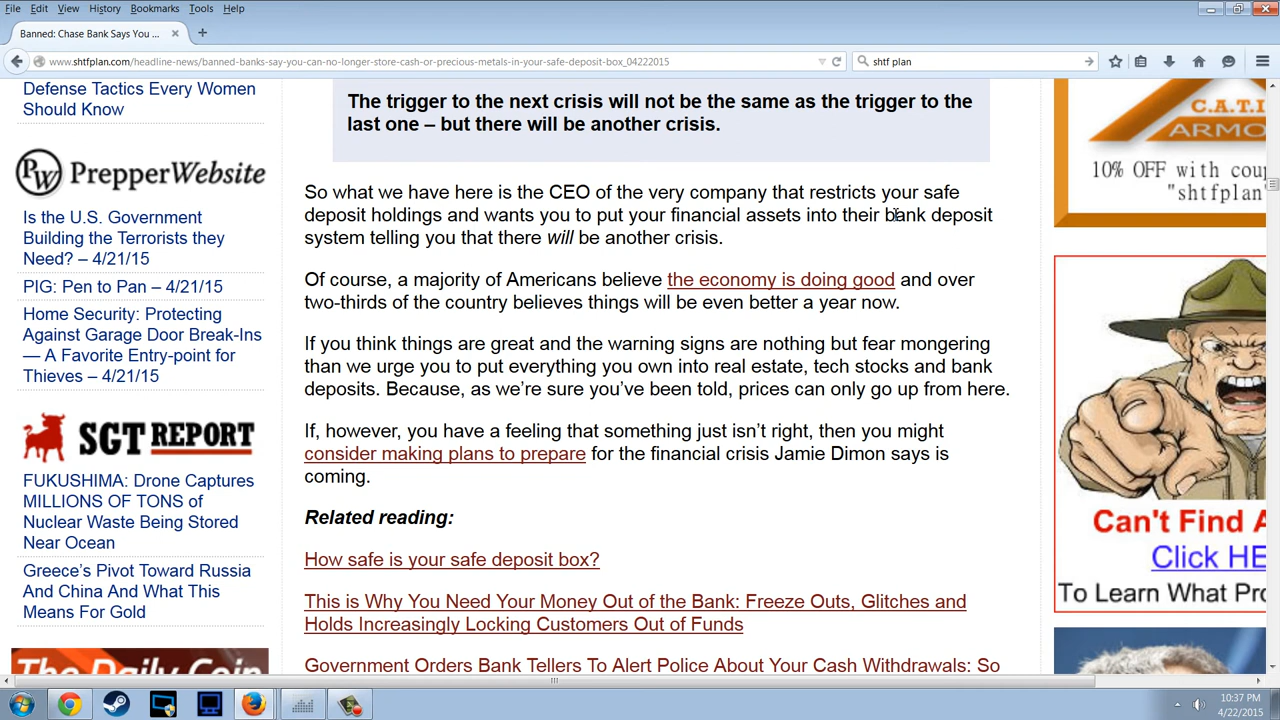 File Edit View History Bookmarks Tools Help
Banned: Chase Bank Says You ...
www.shtfplan.com/headline-news/banned-banks-say-you-can-no-longer-store-cash-or-precious-metals-in-your-safe-deposit-box_04222015
shtf plan
Defense Tactics Every Women
Should Know
PW PrepperWebsite
Is the U.S. Government
Building the Terrorists they
Need? – 4/21/15
PIG: Pen to Pan – 4/21/15
Home Security: Protecting
Against Garage Door Break-Ins
— A Favorite Entry-point for
Thieves – 4/21/15
SGT REPORT
FUKUSHIMA: Drone Captures
MILLIONS OF TONS of
Nuclear Waste Being Stored
Near Ocean
Greece's Pivot Toward Russia
And China And What This
Means For Gold
The Daily Coin
The trigger to the next crisis will not be the same as the trigger to the
last one – but there will be another crisis.
So what we have here is the CEO of the very company that restricts your safe
deposit holdings and wants you to put your financial assets into their bank deposit
system telling you that there will be another crisis.
Of course, a majority of Americans believe the economy is doing good and over
two-thirds of the country believes things will be even better a year now.
If you think things are great and the warning signs are nothing but fear mongering
than we urge you to put everything you own into real estate, tech stocks and bank
deposits. Because, as we're sure you've been told, prices can only go up from here.
If, however, you have a feeling that something just isn't right, then you might
consider making plans to prepare for the financial crisis Jamie Dimon says is
coming.
Related reading:
How safe is your safe deposit box?
This is Why You Need Your Money Out of the Bank: Freeze Outs, Glitches and
Holds Increasingly Locking Customers Out of Funds
Government Orders Bank Tellers To Alert Police About Your Cash Withdrawals: So
C.A.T.I
ARMO
10% OFF with cou
"shtfplan
Can't Find A
Click HE
To Learn What Pr
10:37 PM
4/22/2015